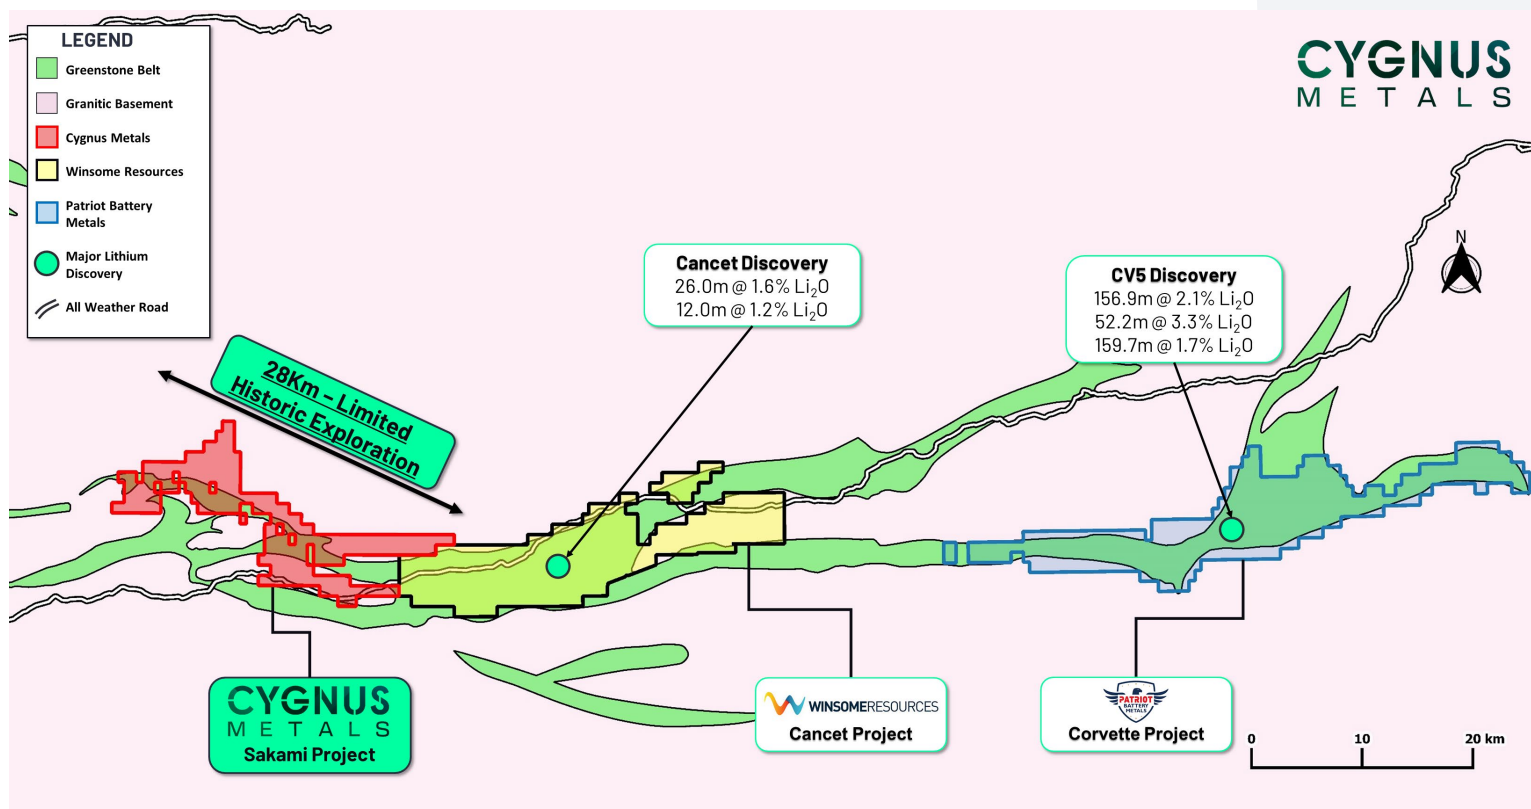 LEGEND
Greenstone Belt
Granitic Basement
Cygnus Metals
Winsome Resources
Patriot Battery
Metals
Major Lithium
Discovery
All Weather Road
CYGNUS
METALS
N
28Km – Limited
Historic Exploration
Cancet Discovery
26.0m @ 1.6% Li₂O
12.0m @ 1.2% Li₂O
CV5 Discovery
156.9m @ 2.1% Li₂O
52.2m @ 3.3% Li₂O
159.7m @ 1.7% Li₂O
CYGNUS
METALS
Sakami Project
WINSOMERESOURCES
Cancet Project
PATRIOT
BATTERY
METALS
Corvette Project
0 10 20 km